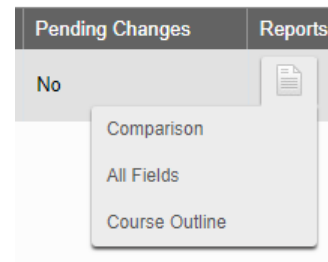 Pending Changes Reports
No
Comparison
All Fields
Course Outline